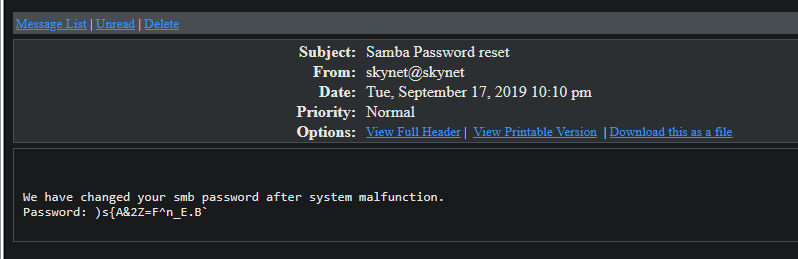 Message List | Unread | Delete
Subject: Samba Password reset
From: skynet@skynet
Date: Tue, September 17, 2019 10:10 pm
Priority: Normal
Options: View Full Header | View Printable Version | Download this as a file
We have changed your smb password after system malfunction.
Password: )s{A&2Z=F^n_E.B`